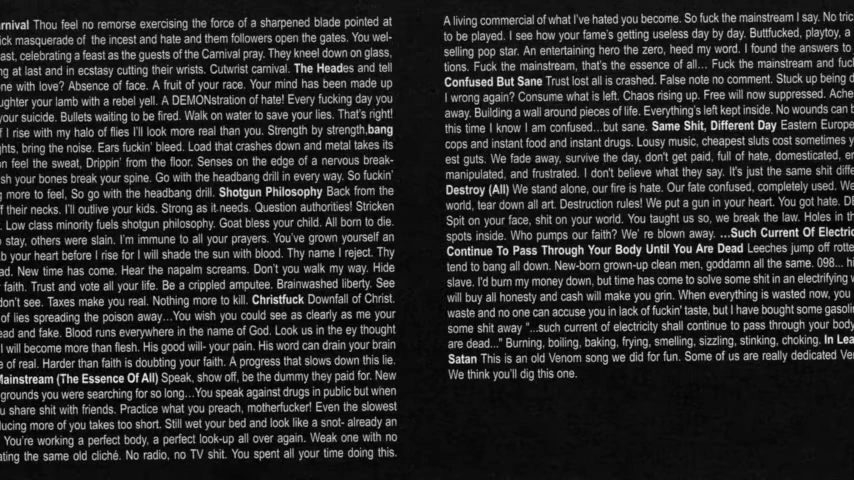 rnival Thou feel no remorse exercising the force of a sharpened blade pointed at
ick masquerade of the incest and hate and them followers open the gates. You wel-
ast, celebrating a feast as the guests of the Carnival pray. They kneel down on glass,
ng at last and in ecstasy cutting their wrists. Cutwrist carnival. The Heades and tell
one with love? Absence of face. A fruit of your race. Your mind has been made up
ughter your lamb with a rebel yell. A DEMONstration of hate! Every fucking day you
your suicide. Bullets waiting to be fired. Walk on water to save your lies. That's right!
f I rise with my halo of flies I'll look more real than you. Strength by strength,bang
ghts, bring the noise. Ears fuckin' bleed. Load that crashes down and metal takes its
on feel the sweat, Drippin' from the floor. Senses on the edge of a nervous break-
sh your bones break your spine. Go with the headbang drill in every way. So fuckin'
g more to feel, So go with the headbang drill. Shotgun Philosophy Back from the
f their necks. I'll outlive your kids. Strong as it needs. Question authorities! Stricken
. Low class minority fuels shotgun philosophy. Goat bless your child. All born to die.
o stay, others were slain. I'm immune to all your prayers. You've grown yourself an
b your heart before I rise for I will shade the sun with blood. Thy name I reject. Thy
ad. New time has come. Hear the napalm screams. Don't you walk my way. Hide
r faith. Trust and vote all your life. Be a crippled amputee. Brainwashed liberty. See
don't see. Taxes make you real. Nothing more to kill. Christfuck Downfall of Christ.
of lies spreading the poison away…You wish you could see as clearly as me your
ead and fake. Blood runs everywhere in the name of God. Look us in the ey thought
I will become more than flesh. His good will- your pain. His word can drain your brain
e of real. Harder than faith is doubting your faith. A progress that slows down this lie.
Mainstream (The Essence Of All) Speak, show off, be the dummy they paid for. New
grounds you were searching for so long…You speak against drugs in public but when
u share shit with friends. Practice what you preach, motherfucker! Even the slowest
ducing more of you takes too short. Still wet your bed and look like a snot- already an
You're working a perfect body, a perfect look-up all over again. Weak one with no
ating the same old cliché. No radio, no TV shit. You spent all your time doing this.
A living commercial of what I've hated you become. So fuck the mainstream I say. No tric
to be played. I see how your fame's getting useless day by day. Buttfucked, playtoy, a
selling pop star. An entertaining hero the zero, heed my word. I found the answers to
tions. Fuck the mainstream, that's the essence of all… Fuck the mainstream and fuc
Confused But Sane Trust lost all is crashed. False note no comment. Stuck up being d
I wrong again? Consume what is left. Chaos rising up. Free will now suppressed. Ache
away. Building a wall around pieces of life. Everything's left kept inside. No wounds can b
this time I know I am confused…but sane. Same Shit, Different Day Eastern Europe
cops and instant food and instant drugs. Lousy music, cheapest sluts cost sometimes y
est guts. We fade away, survive the day, don't get paid, full of hate, domesticated, er
manipulated, and frustrated. I don't believe what they say. It's just the same shit diffe
Destroy (All) We stand alone, our fire is hate. Our fate confused, completely used. We
world, tear down all art. Destruction rules! We put a gun in your heart. You got hate. DE
Spit on your face, shit on your world. You taught us so, we break the law. Holes in th
spots inside. Who pumps our faith? We' re blown away. …Such Current Of Electric
Continue To Pass Through Your Body Until You Are Dead Leeches jump off rotte
tend to bang all down. New-born grown-up clean men, goddamn all the same. 096... hi
slave. I'd burn my money down, but time has come to solve some shit in an electrifying w
will buy all honesty and cash will make you grin. When everything is wasted now, you
waste and no one can accuse you in lack of fuckin' taste, but I have bought some gasolin
some shit away "...such current of electricity shall continue to pass through your body
are dead..." Burning, boiling, baking, frying, smelling, sizzling, stinking, choking. In Lea
Satan This is an old Venom song we did for fun. Some of us are really dedicated Ve
We think you'll dig this one.